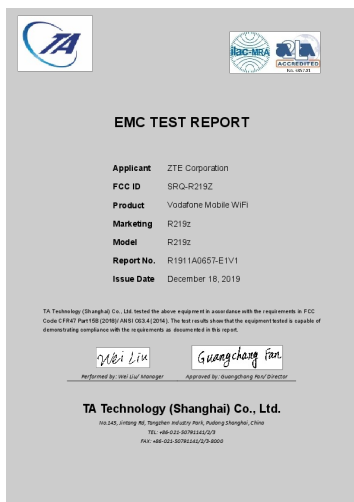 TA
ilac-MRA
ACCREDITED
EMC TEST REPORT
Applicant ZTE Corporation
FCC ID SRQ-R219Z
Product Vodafone Mobile WiFi
Marketing R219z
Model R219z
Report No. R1911A0657-E1V1
Issue Date December 18, 2019
TA Technology (Shanghai) Co., Ltd. tested the above equipment in accordance with the requirements in FCC
Code CFR47 Part15B (2018)/ ANSI C63.4 (2014). The test results show that the equipment tested is capable of
demonstrating compliance with the requirements as documented in this report.
Wei Liu Guangchang Fan
Performed by: Wei Liu/ Manager Approved by: Guangchang Fan/ Director
TA Technology (Shanghai) Co., Ltd.
No.145, Jintang Rd, Tangzhen Industry Park, Pudong Shanghai, China
TEL: +86-021-50791141/2/3
FAX: +86-021-50791141/2/3-8000